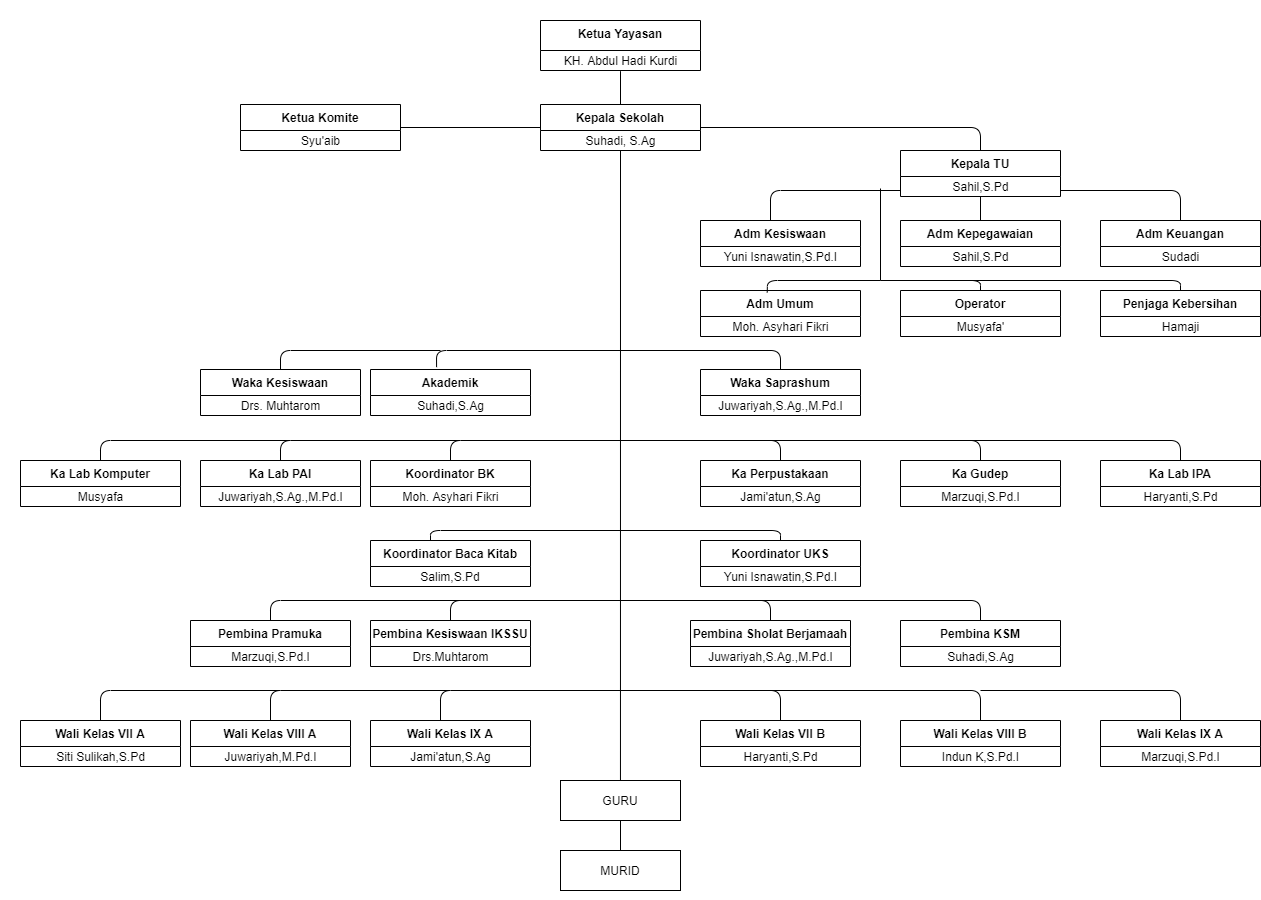 Ketua Yayasan
KH. Abdul Hadi Kurdi
Ketua Komite
Syu'aib
Kepala Sekolah
Suhadi, S.Ag
Kepala TU
Sahil,S.Pd
Adm Kesiswaan
Yuni Isnawatin,S.Pd.I
Adm Kepegawaian
Sahil,S.Pd
Adm Keuangan
Sudadi
Adm Umum
Moh. Asyhari Fikri
Operator
Musyafa'
Penjaga Kebersihan
Hamaji
Waka Kesiswaan
Drs. Muhtarom
Akademik
Suhadi,S.Ag
Waka Saprashum
Juwariyah,S.Ag.,M.Pd.I
Ka Lab Komputer
Musyafa
Ka Lab PAI
Juwariyah,S.Ag.,M.Pd.I
Koordinator BK
Moh. Asyhari Fikri
Ka Perpustakaan
Jami'atun,S.Ag
Ka Gudep
Marzuqi,S.Pd.I
Ka Lab IPA
Haryanti,S.Pd
Koordinator Baca Kitab
Salim,S.Pd
Koordinator UKS
Yuni Isnawatin,S.Pd.I
Pembina Pramuka
Marzuqi,S.Pd.I
Pembina Kesiswaan IKSSU
Drs.Muhtarom
Pembina Sholat Berjamaah
Juwariyah,S.Ag.,M.Pd.I
Pembina KSM
Suhadi,S.Ag
Wali Kelas VII A
Siti Sulikah,S.Pd
Wali Kelas VIII A
Juwariyah,M.Pd.I
Wali Kelas IX A
Jami'atun,S.Ag
Wali Kelas VII B
Haryanti,S.Pd
Wali Kelas VIII B
Indun K,S.Pd.I
Wali Kelas IX A
Marzuqi,S.Pd.I
GURU
MURID